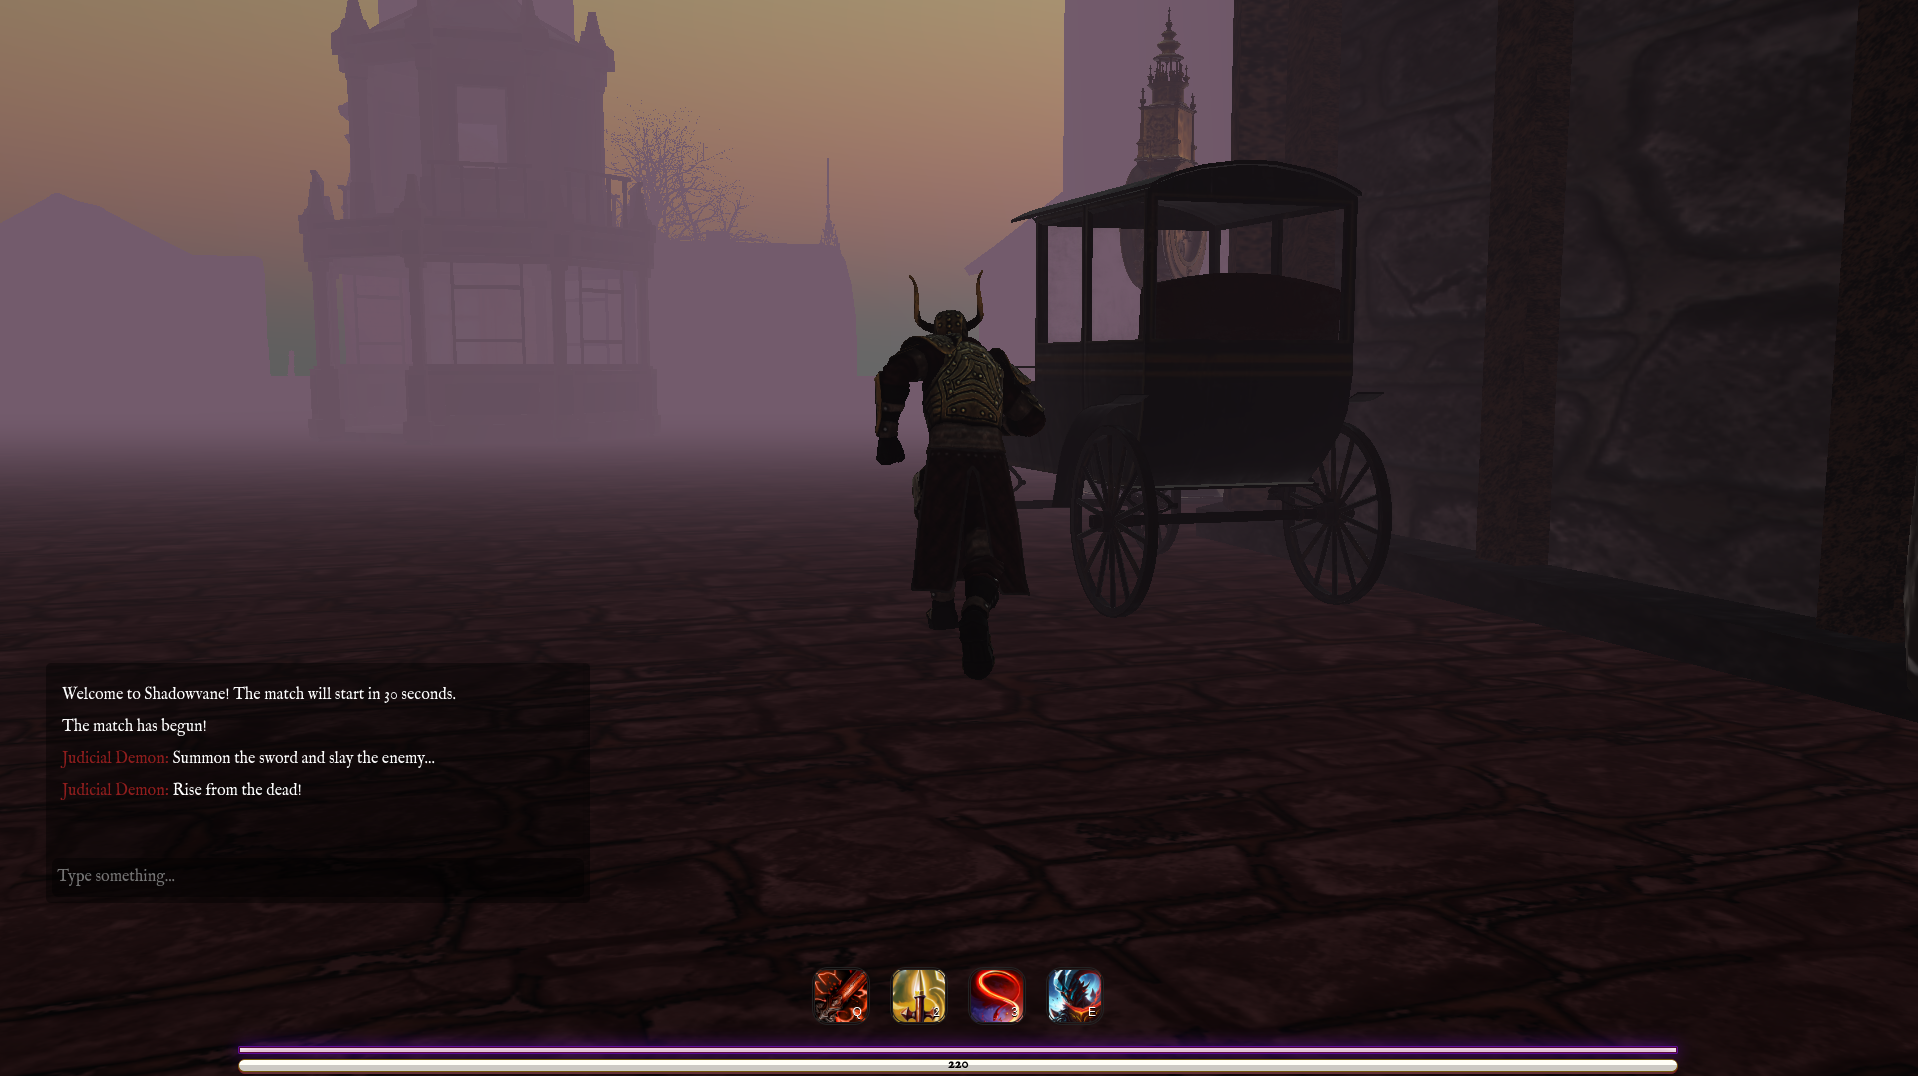 Welcome to Shadowvane! The match will start in 30 seconds.
The match has begun!
Judicial Demon: Summon the sword and slay the enemy...
Judicial Demon: Rise from the dead!
Type something...
Q 2 3 E
220